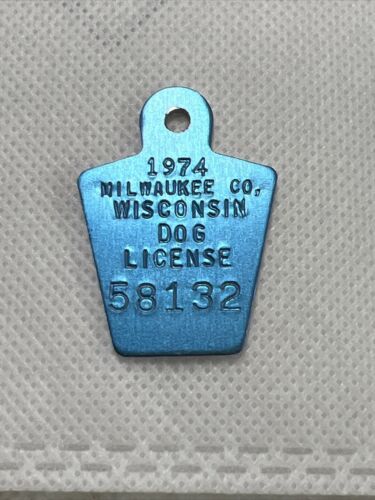 1974
MILWAUKEE CO.
WISCONSIN
DOG
LICENSE
58132